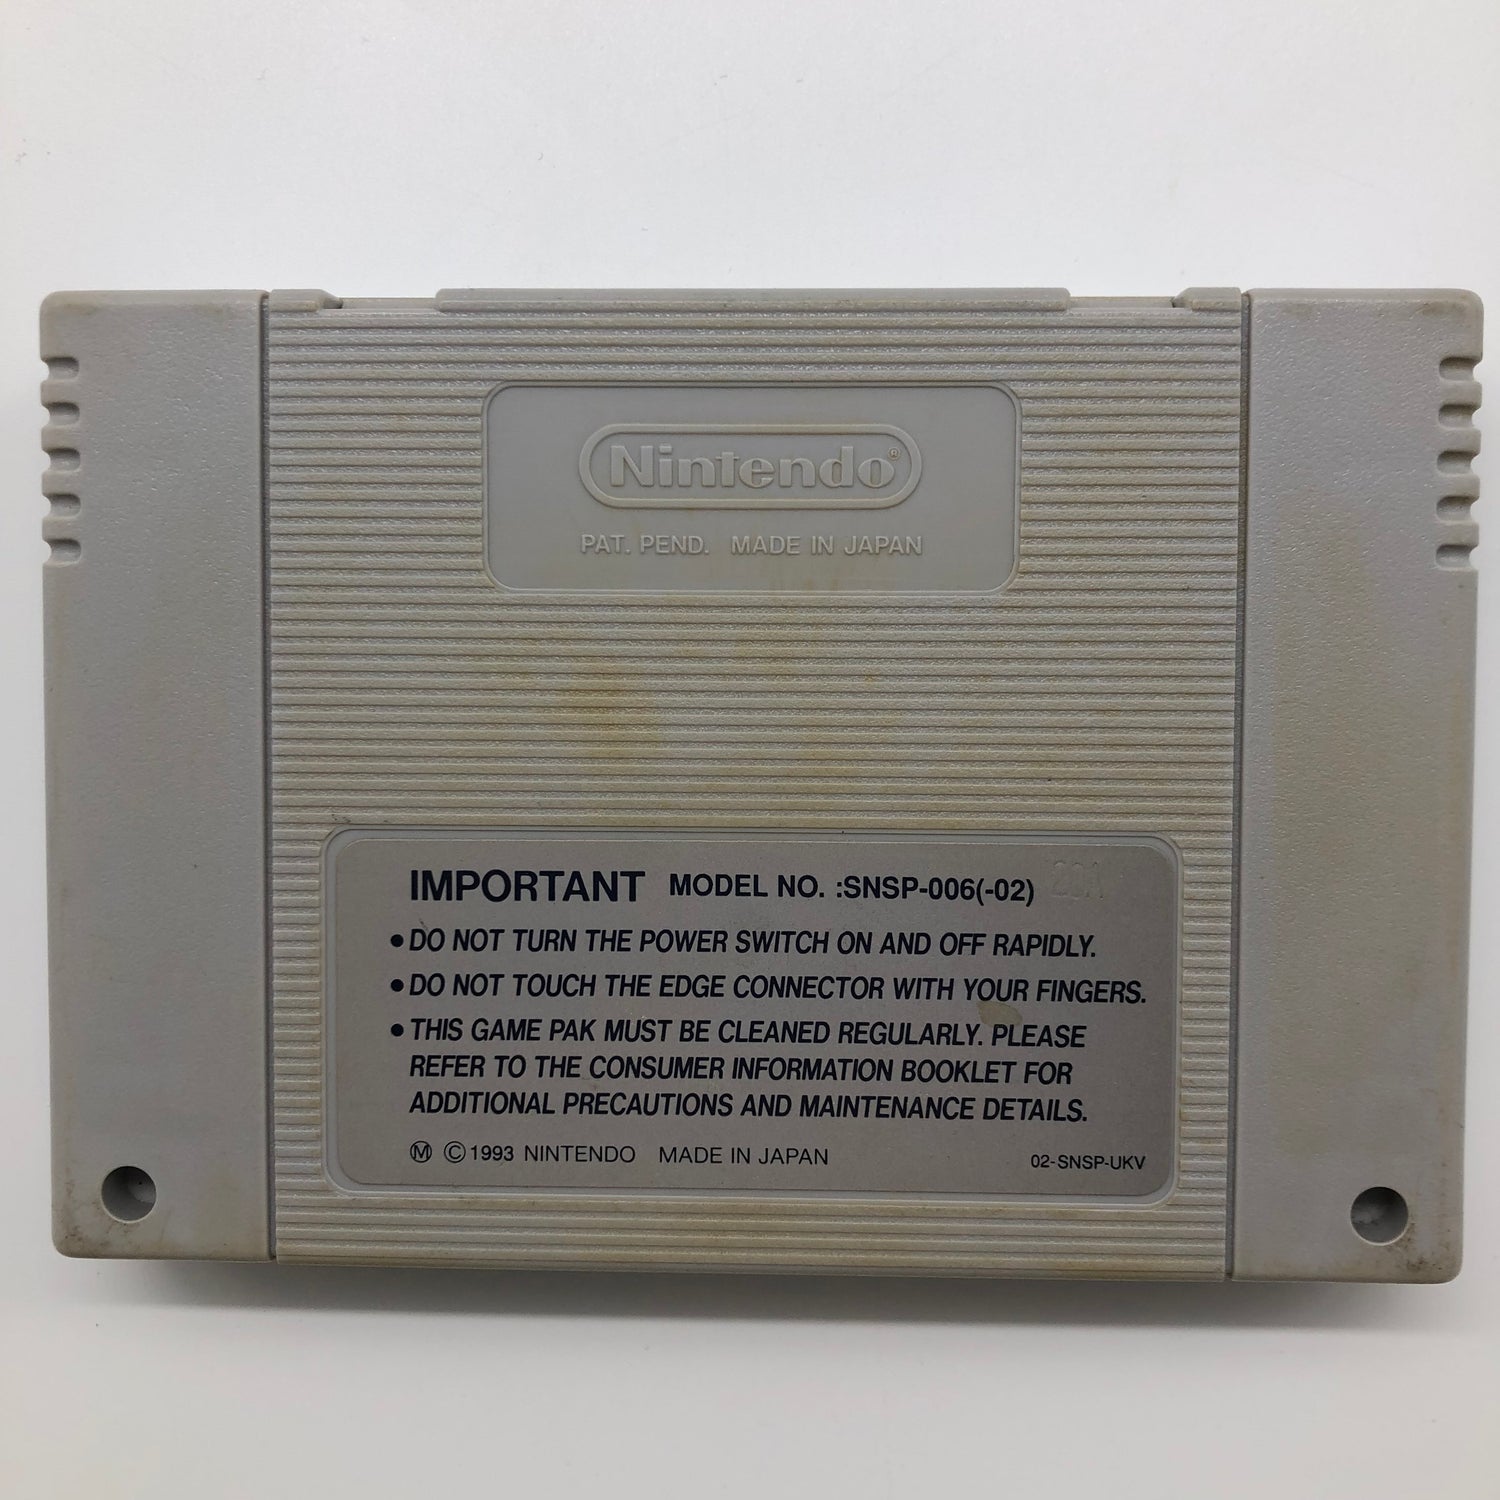 Nintendo®
PAT. PEND. MADE IN JAPAN
IMPORTANT MODEL NO. :SNSP-006(-02) 20A
●DO NOT TURN THE POWER SWITCH ON AND OFF RAPIDLY.
●DO NOT TOUCH THE EDGE CONNECTOR WITH YOUR FINGERS.
●THIS GAME PAK MUST BE CLEANED REGULARLY. PLEASE
REFER TO THE CONSUMER INFORMATION BOOKLET FOR
ADDITIONAL PRECAUTIONS AND MAINTENANCE DETAILS.
Ⓜ ©1993 NINTENDO MADE IN JAPAN 02-SNSP-UKV